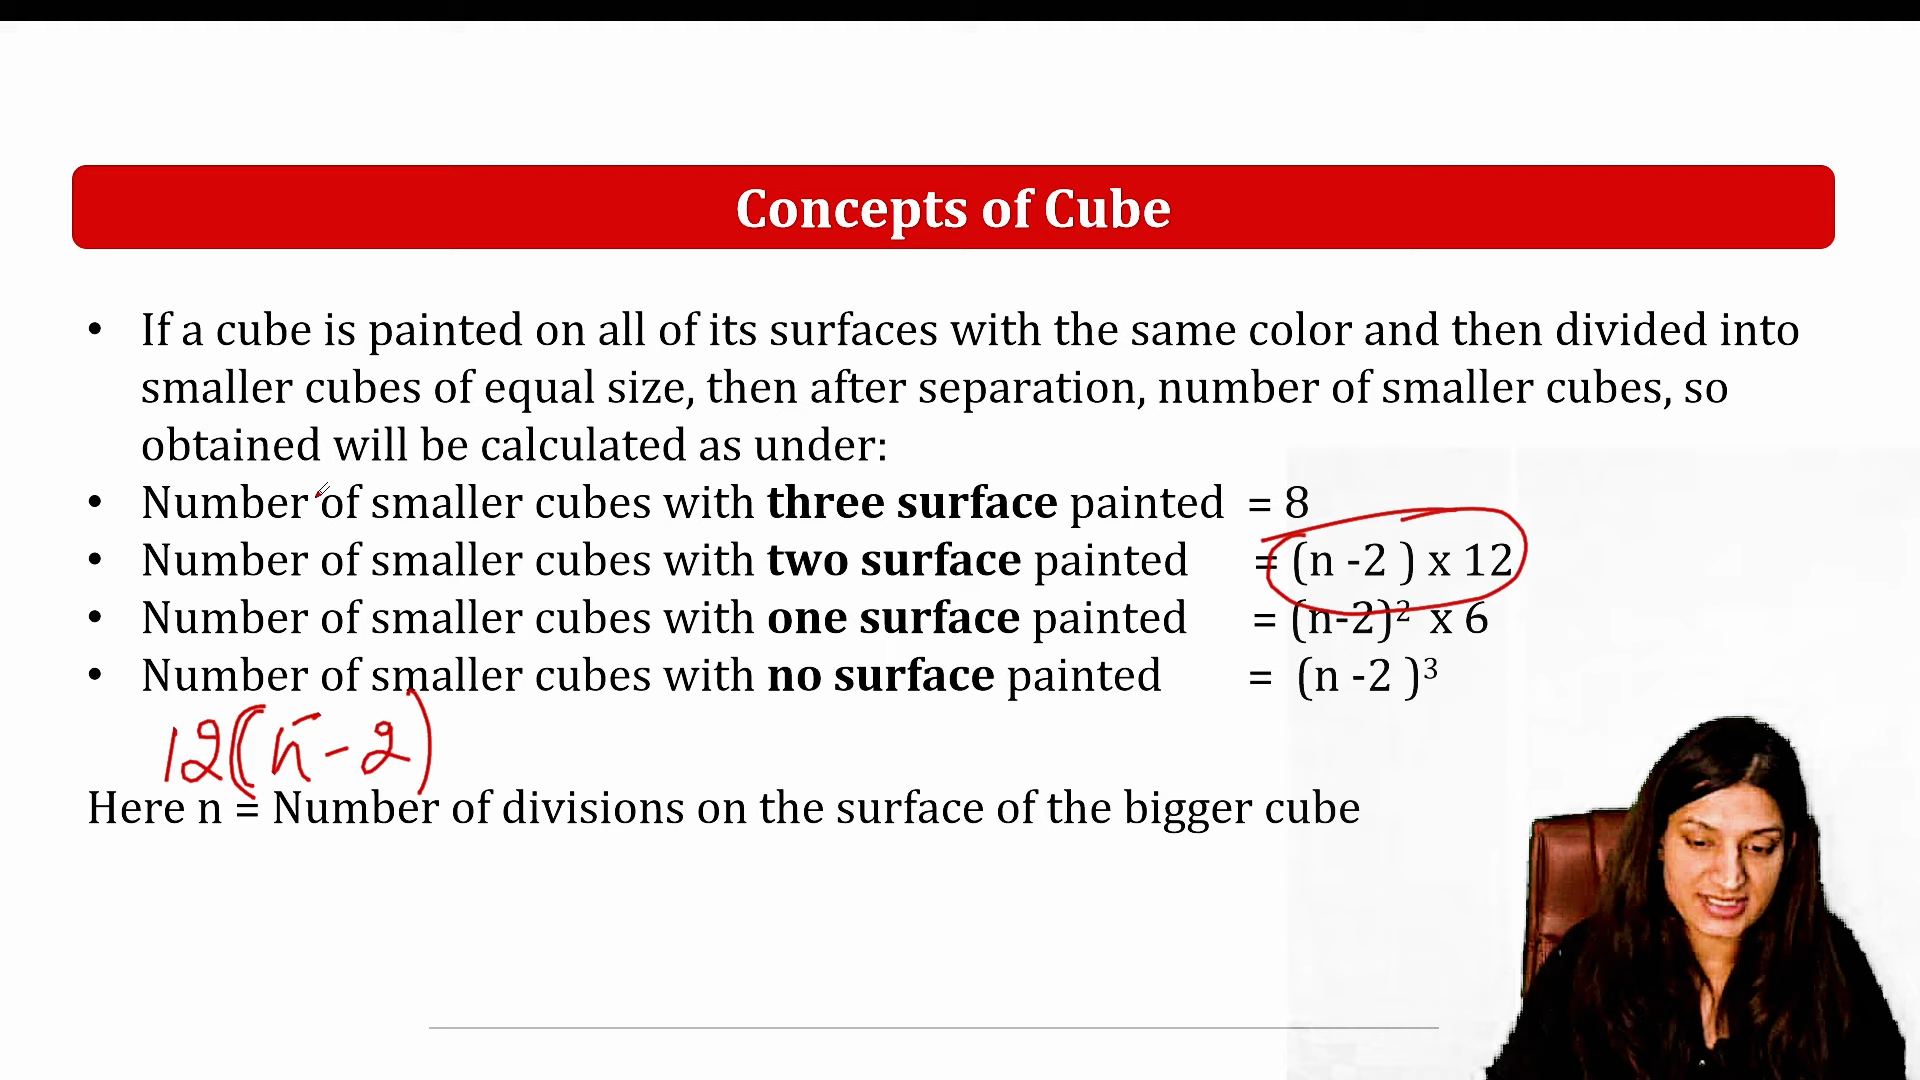 Concepts of Cube
• If a cube is painted on all of its surfaces with the same color and then divided into
smaller cubes of equal size, then after separation, number of smaller cubes, so
obtained will be calculated as under:
• Number of smaller cubes with three surface painted = 8
• Number of smaller cubes with two surface painted = (n -2 ) x 12
• Number of smaller cubes with one surface painted = (n-2)² x 6
• Number of smaller cubes with no surface painted = (n -2 )³
12(n-2)
Here n = Number of divisions on the surface of the bigger cube